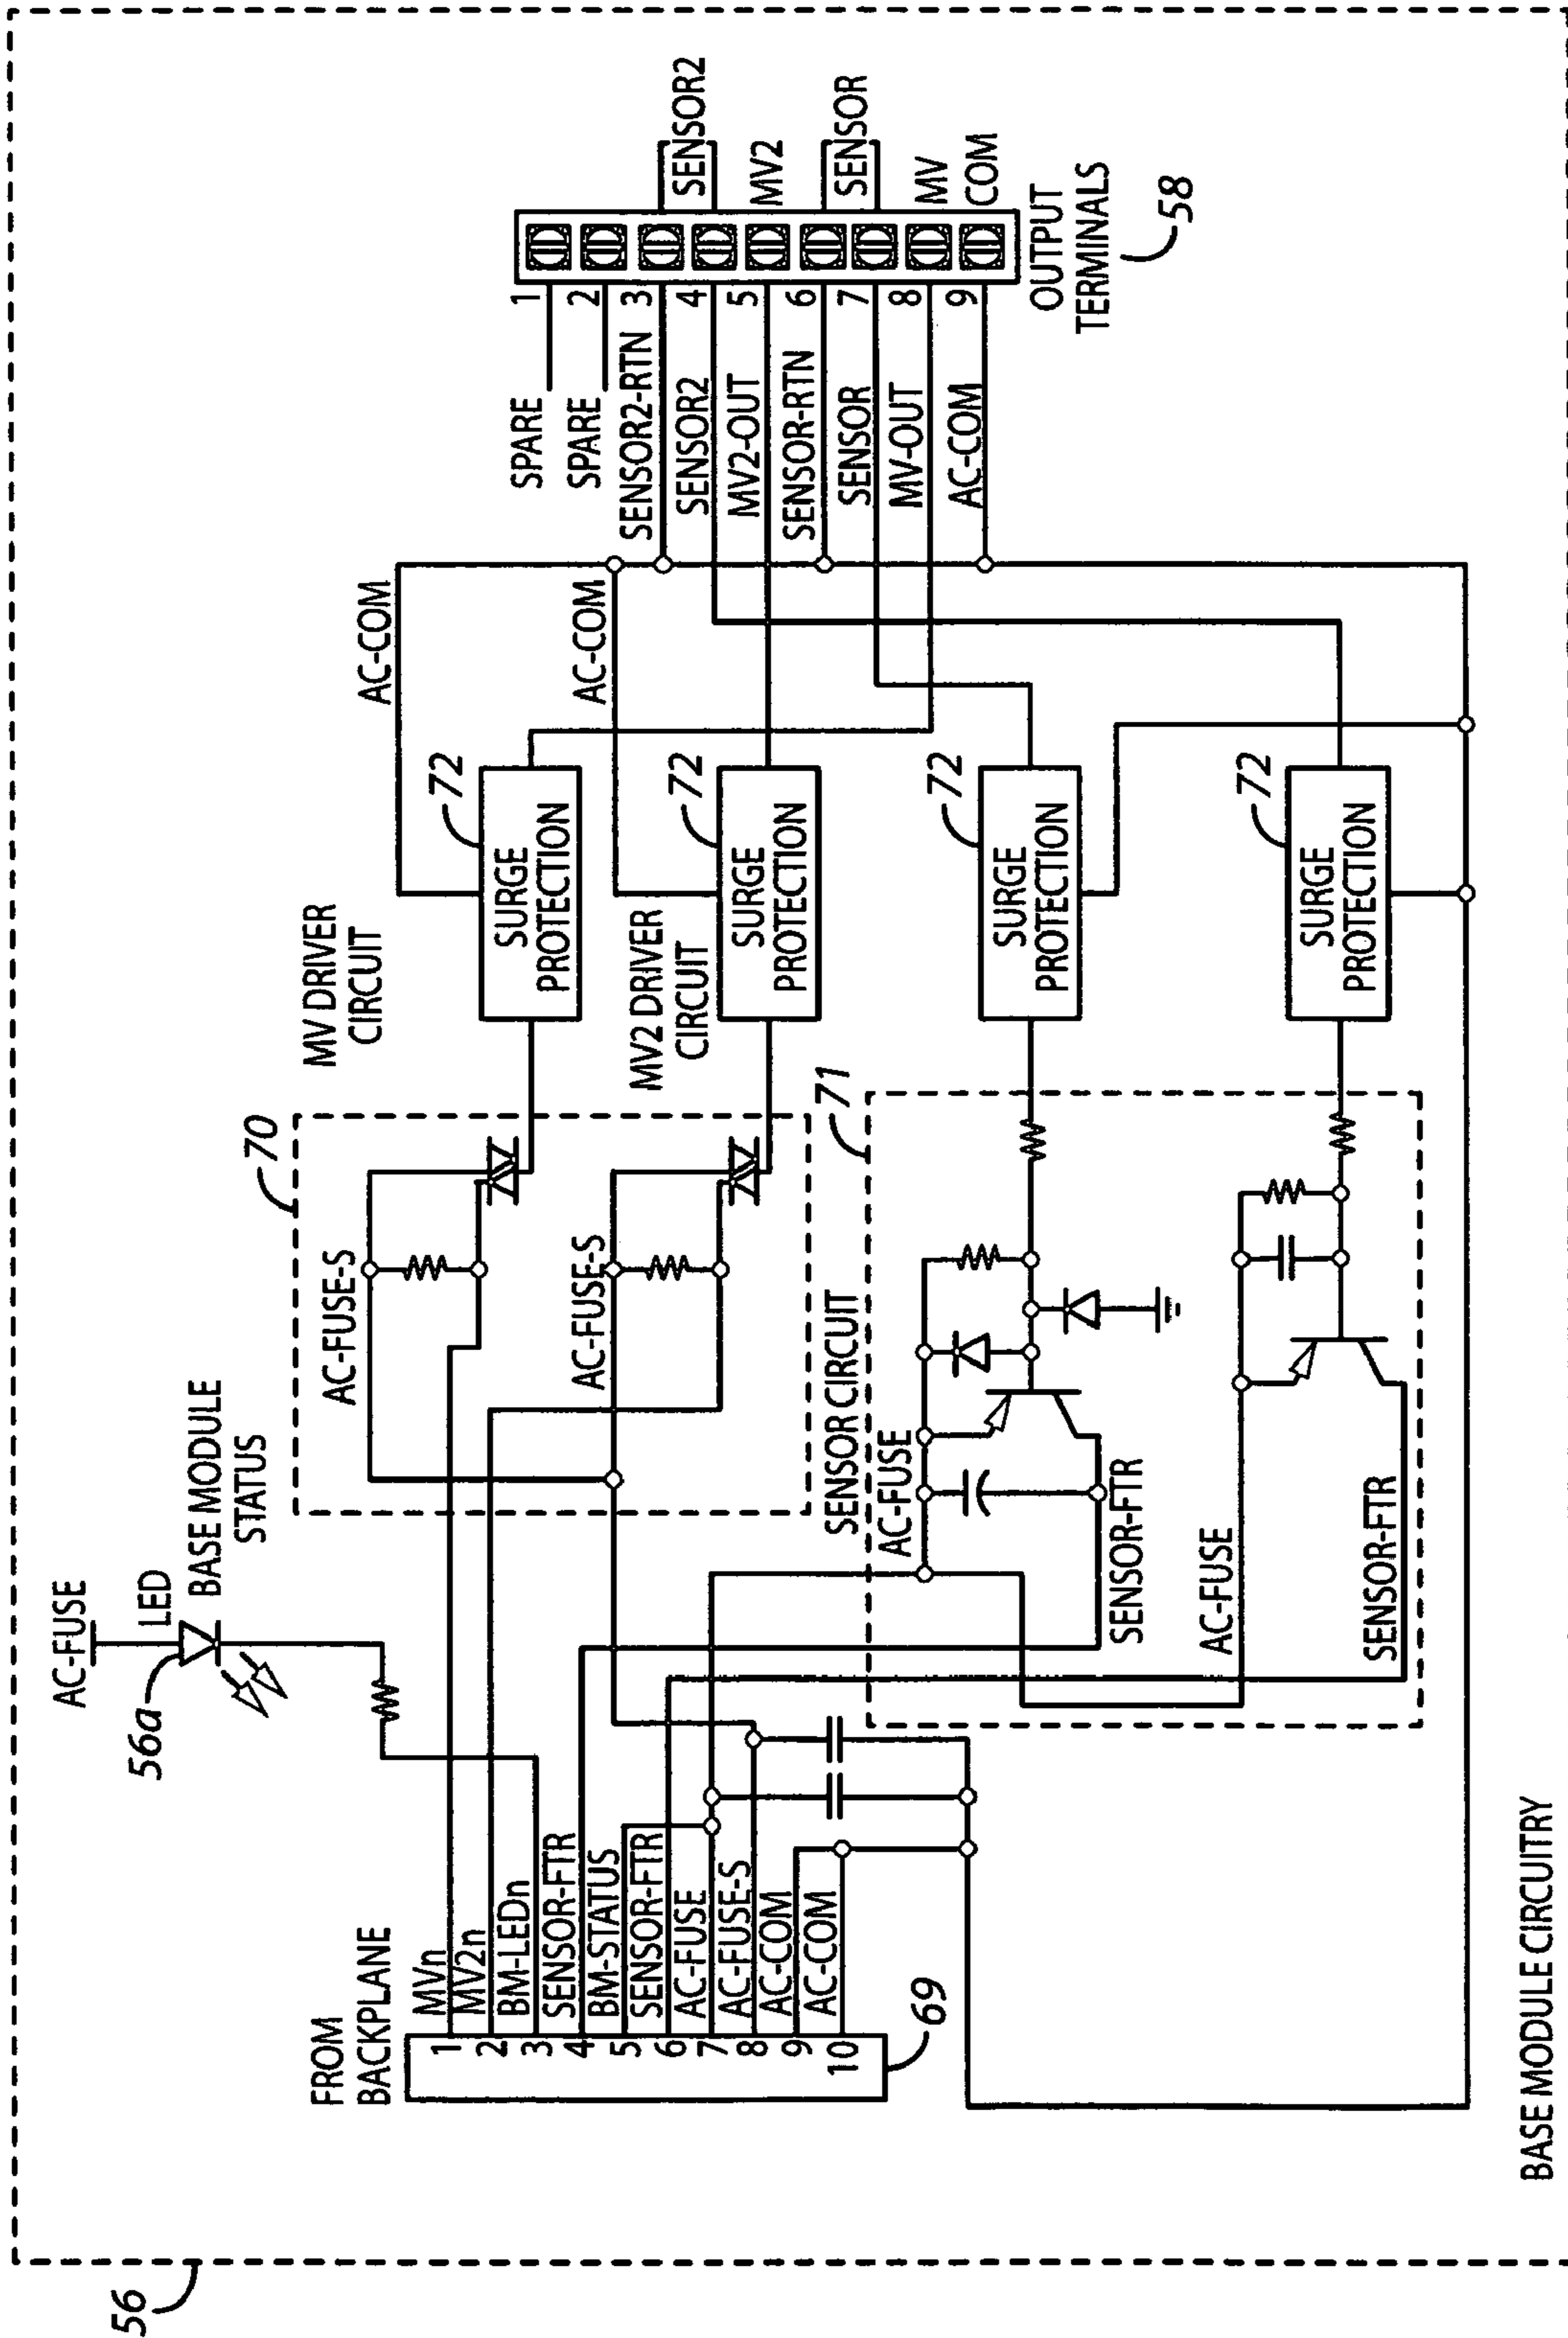 56
AC-FUSE
56a
LED
BASE MODULE
STATUS
FROM
BACKPLANE
MVn
MV2n
BM-LEDn
SENSOR-FTR
BM-STATUS
SENSOR-FTR
AC-FUSE
AC-FUSE-S
AC-COM
AC-COM
1
2
3
4
5
6
7
8
9
10
69
70
AC-FUSE-S
AC-FUSE-S
MV DRIVER
CIRCUIT
MV2 DRIVER
CIRCUIT
71
SENSOR CIRCUIT
AC-FUSE
SENSOR-FTR
AC-FUSE
SENSOR-FTR
SURGE
PROTECTION
72
SURGE
PROTECTION
72
SURGE
PROTECTION
72
SURGE
PROTECTION
72
AC-COM
AC-COM
SPARE
SPARE
SENSOR2-RTN
SENSOR2
MV2-OUT
SENSOR-RTN
SENSOR
MV-OUT
AC-COM
1
2
3
4
5
6
7
8
9
SENSOR2
MV2
SENSOR
MV
COM
OUTPUT
TERMINALS
58
BASE MODULE CIRCUITRY